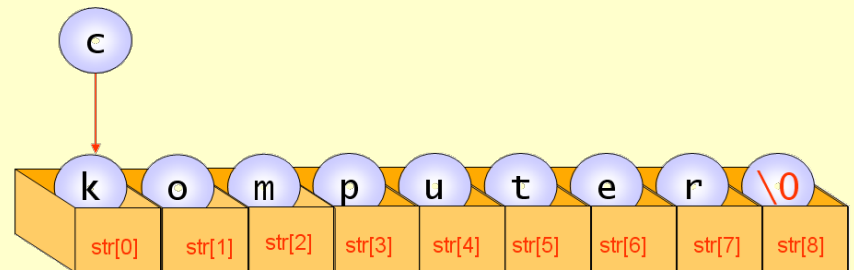 c
k o m p u t e r \0
str[0] str[1] str[2] str[3] str[4] str[5] str[6] str[7] str[8]